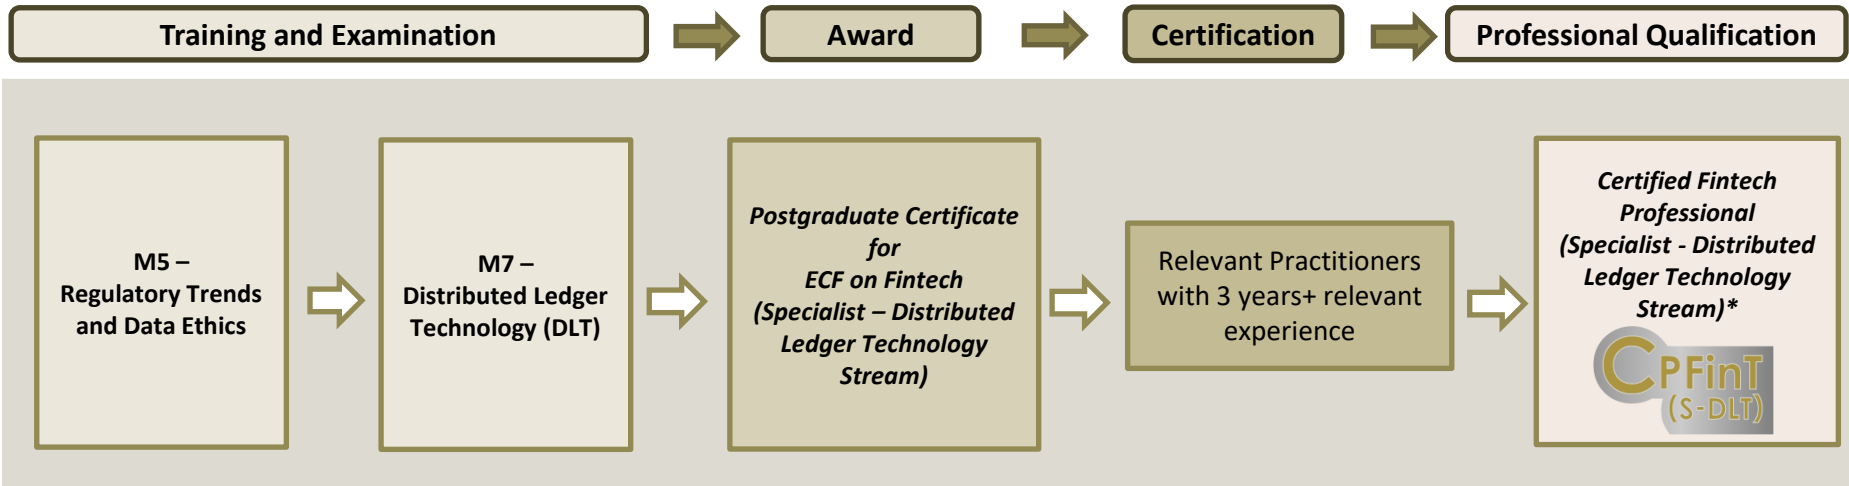 Training and Examination
Award
Certification
Professional Qualification
M5 –
Regulatory Trends
and Data Ethics
M7 –
Distributed Ledger
Technology (DLT)
Postgraduate Certificate
for
ECF on Fintech
(Specialist – Distributed
Ledger Technology
Stream)
Relevant Practitioners
with 3 years+ relevant
experience
Certified Fintech
Professional
(Specialist - Distributed
Ledger Technology
Stream)*
CPFinT
(S-DLT)